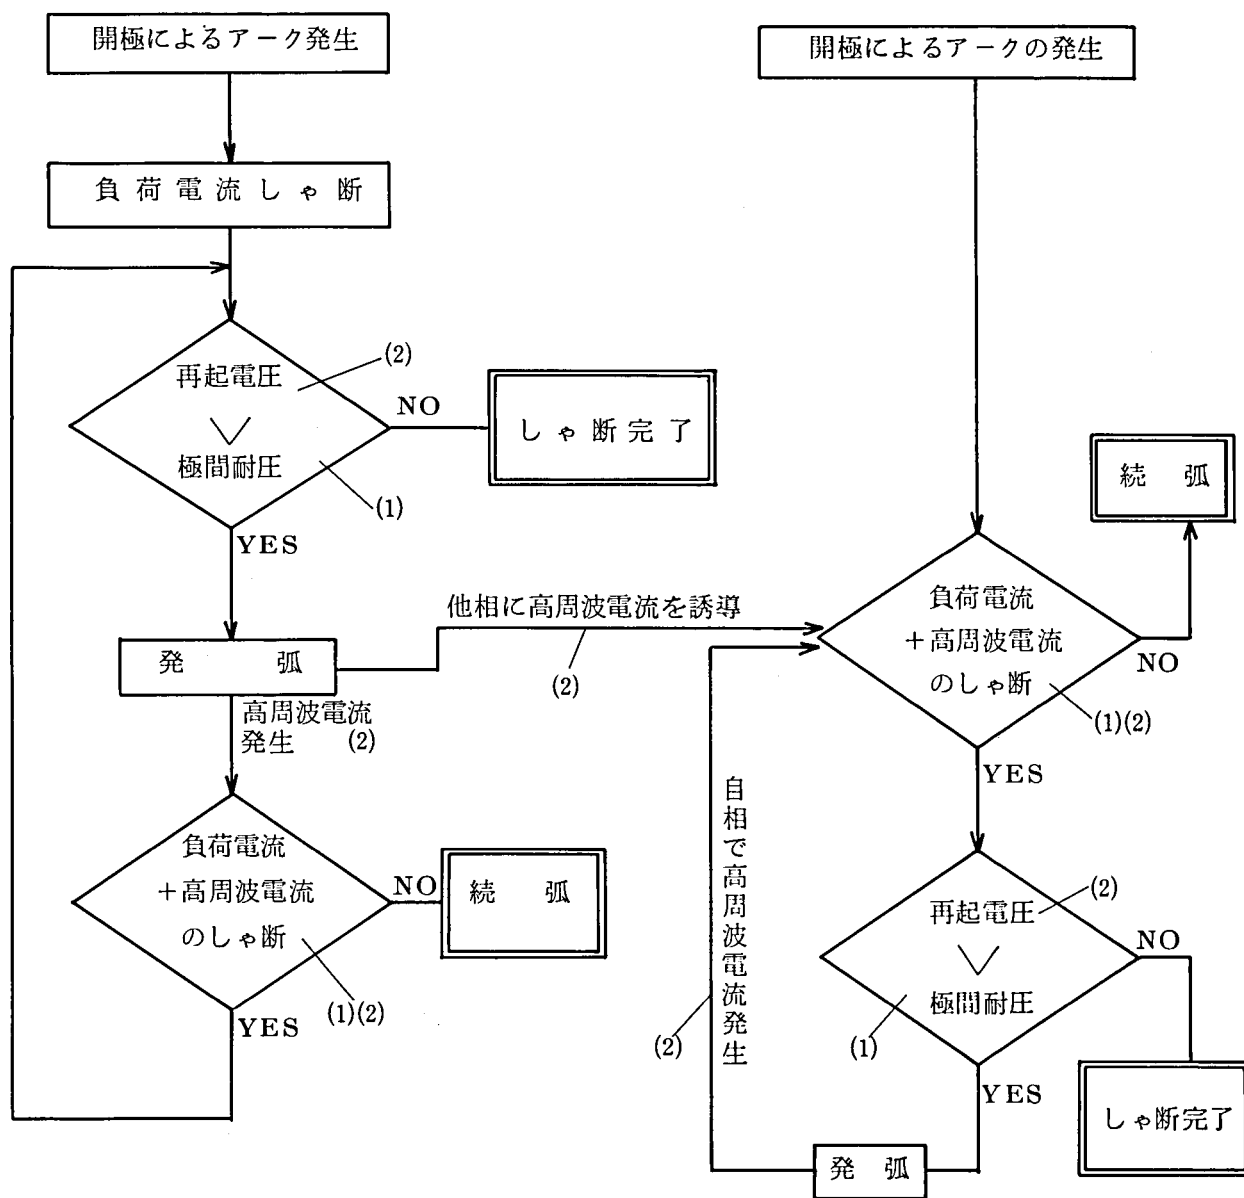 開極によるアーク発生
負荷電流しゃ断
再起電圧
(2)
＞
極間耐圧
(1)
NO
しゃ断完了
YES
発弧
他相に高周波電流を誘導
(2)
高周波電流
発生 (2)
負荷電流
＋高周波電流
のしゃ断
(1)(2)
NO
続弧
YES
開極によるアークの発生
負荷電流
＋高周波電流
のしゃ断
(1)(2)
NO
続弧
YES
再起電圧
(2)
＞
極間耐圧
(1)
NO
しゃ断完了
YES
発弧
自相で高周波電流発生
(2)